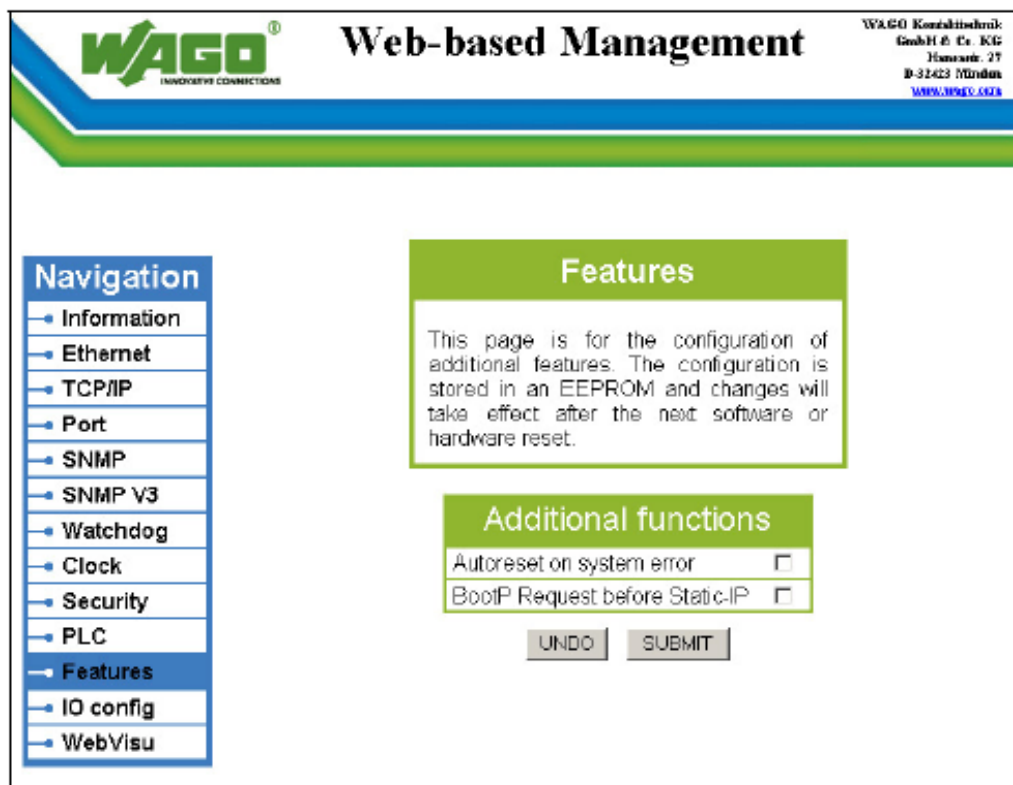 WAGO®
INNOVATIVE CONNECTIONS
Web-based Management
WAGO Kontakttechnik
GmbH & Co. KG
Hansastr. 27
D-32423 Minden
www.wago.com
Navigation
Information
Ethernet
TCP/IP
Port
SNMP
SNMP V3
Watchdog
Clock
Security
PLC
Features
IO config
WebVisu
Features
This page is for the configuration of
additional features. The configuration is
stored in an EEPROM and changes will
take effect after the next software or
hardware reset.
Additional functions
Autoreset on system error
BootP Request before Static-IP
UNDO SUBMIT